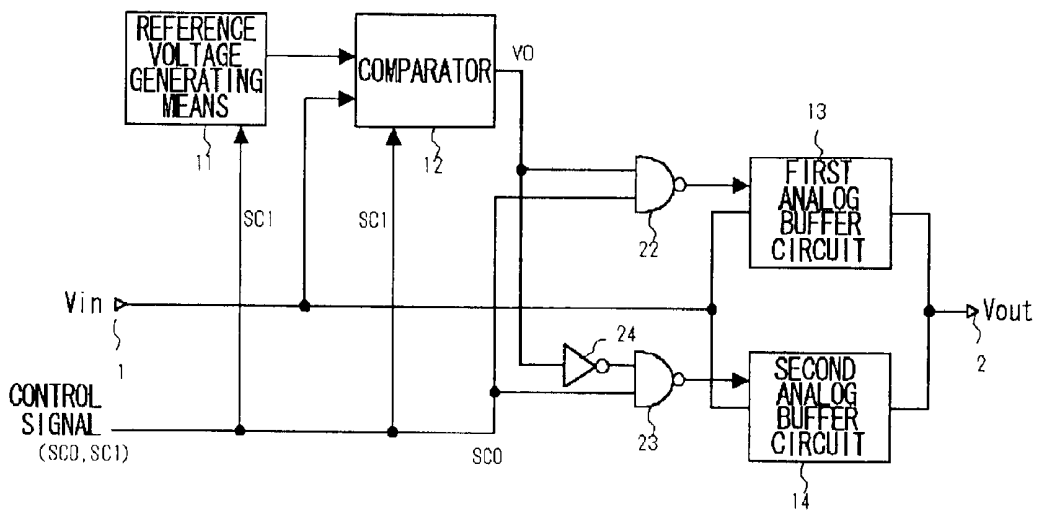 REFERENCE
VOLTAGE
GENERATING
MEANS
11
COMPARATOR
12
VO
SC1
SC1
22
13
FIRST
ANALOG
BUFFER
CIRCUIT
Vin
1
Vout
2
24
23
SECOND
ANALOG
BUFFER
CIRCUIT
14
CONTROL
SIGNAL
(SC0,SC1)
SC0